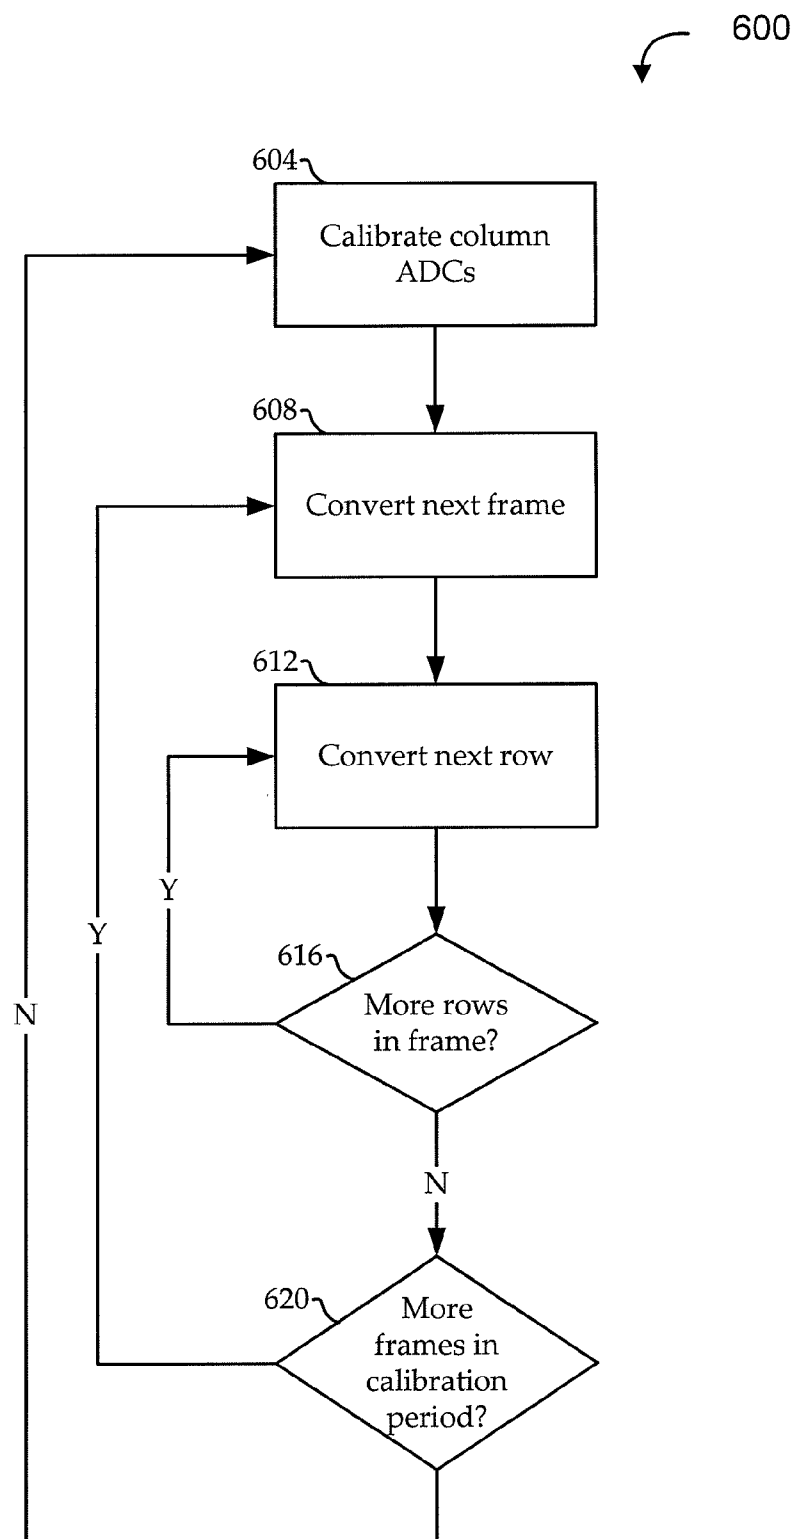 600
604
Calibrate column
ADCs
608
Convert next frame
612
Convert next row
Y
Y
616
More rows
in frame?
N
N
620
More
frames in
calibration
period?